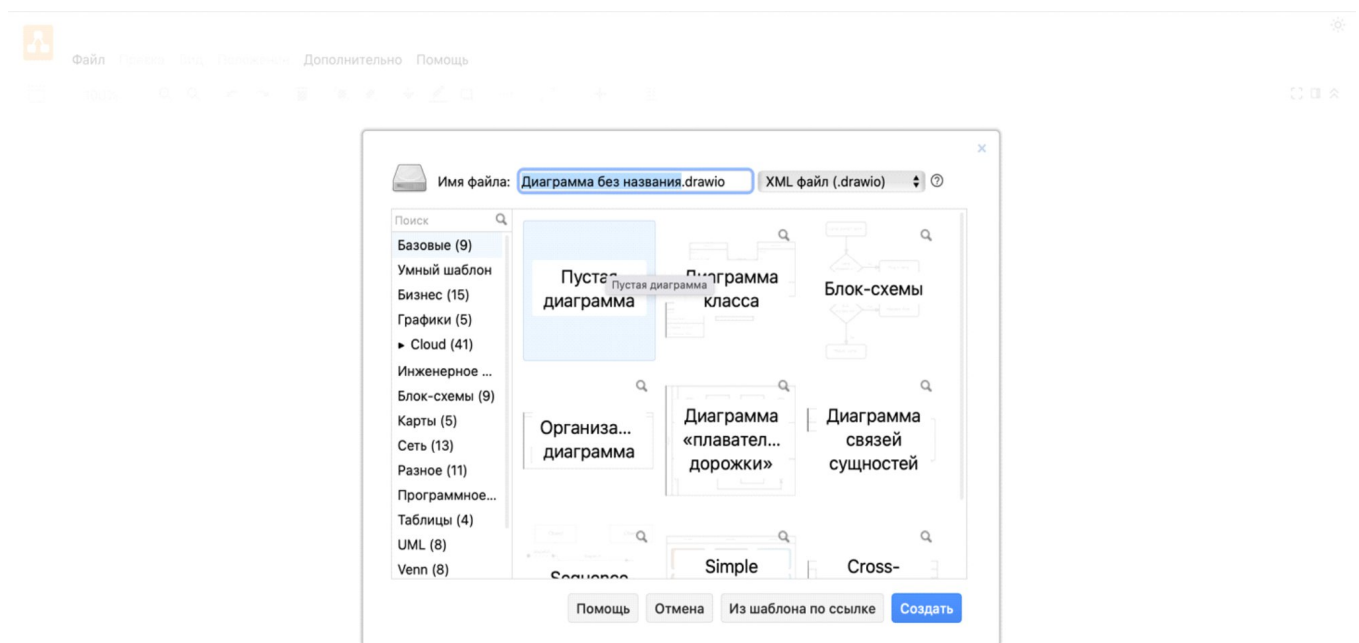 Файл Дополнительно Помощь
Имя файла: Диаграмма без названия.drawio XML файл (.drawio)
Поиск
Базовые (9)
Умный шаблон
Бизнес (15)
Графики (5)
Cloud (41)
Инженерное ...
Блок-схемы (9)
Карты (5)
Сеть (13)
Разное (11)
Программное...
Таблицы (4)
UML (8)
Venn (8)
Пустая
диаграмма
Пустая диаграмма
Диаграмма
класса
Блок-схемы
Организа...
диаграмма
Диаграмма
«плавател...
дорожки»
Диаграмма
связей
сущностей
Sequence
Simple
Cross-
Помощь Отмена Из шаблона по ссылке Создать